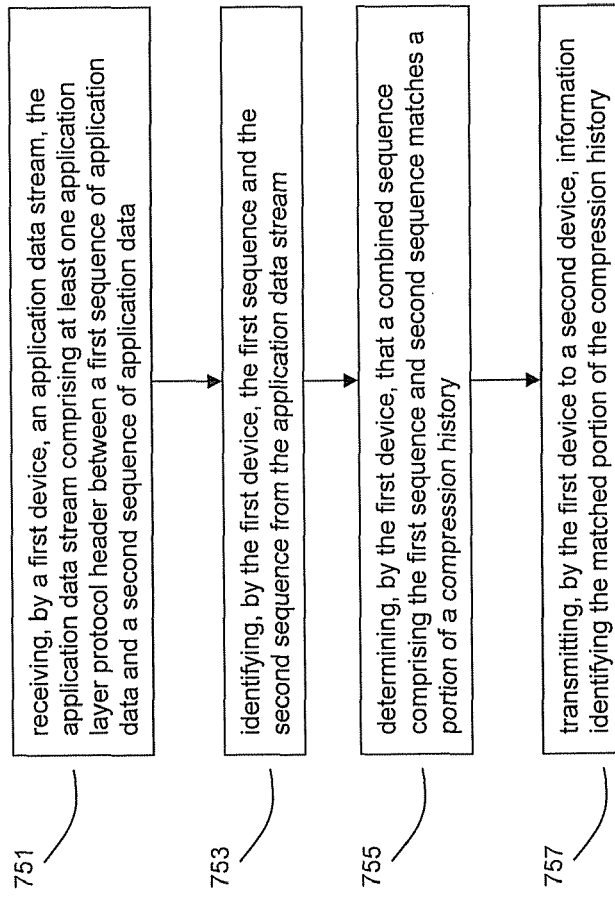 751
receiving, by a first device, an application data stream, the
application data stream comprising at least one application
layer protocol header between a first sequence of application
data and a second sequence of application data
753
identifying, by the first device, the first sequence and the
second sequence from the application data stream
755
determining, by the first device, that a combined sequence
comprising the first sequence and second sequence matches a
portion of a compression history
757
transmitting, by the first device to a second device, information
identifying the matched portion of the compression history